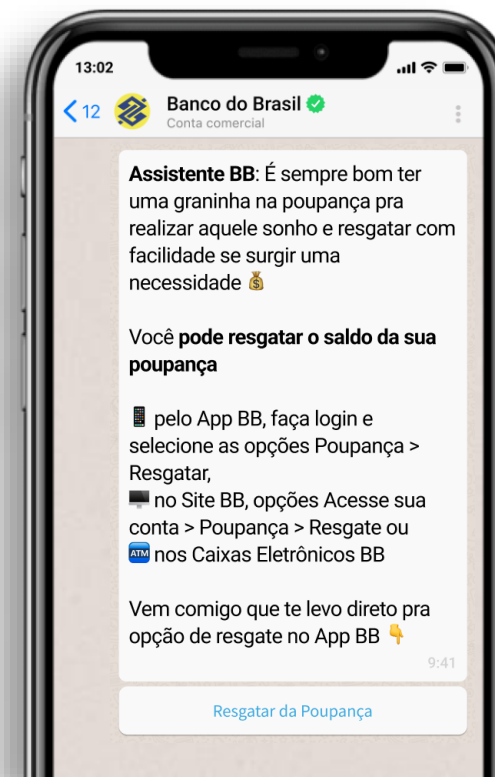 13:02
12
Banco do Brasil
Conta comercial
Assistente BB: É sempre bom ter
uma graninha na poupança pra
realizar aquele sonho e resgatar com
facilidade se surgir uma
necessidade 💰
Você pode resgatar o saldo da sua
poupança
📱 pelo App BB, faça login e
selecione as opções Poupança >
Resgatar,
🖥️ no Site BB, opções Acesse sua
conta > Poupança > Resgate ou
🏧 nos Caixas Eletrônicos BB
Vem comigo que te levo direto pra
opção de resgate no App BB 👇
9:41
Resgatar da Poupança